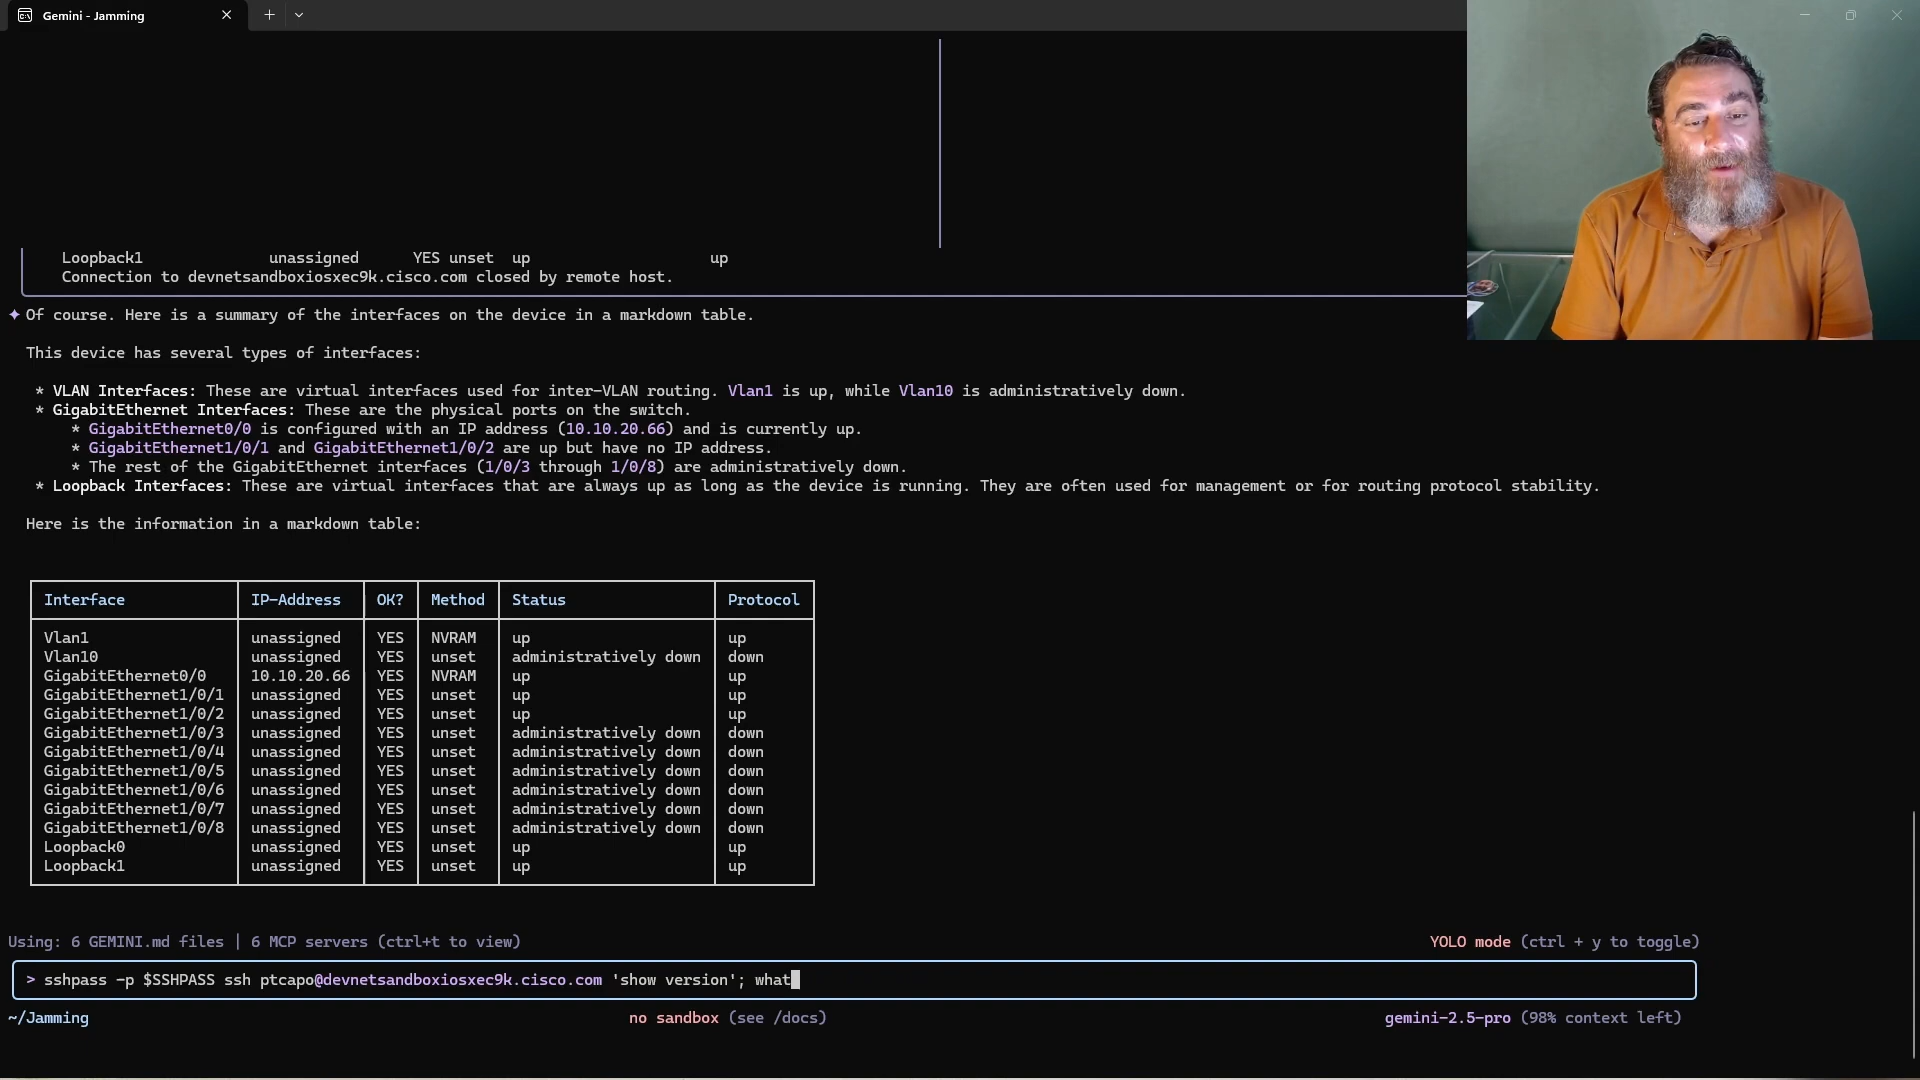 Gemini - Jamming
Loopback1 unassigned YES unset up up
Connection to devnetsandboxiosxec9k.cisco.com closed by remote host.
✦ Of course. Here is a summary of the interfaces on the device in a markdown table.
This device has several types of interfaces:
* VLAN Interfaces: These are virtual interfaces used for inter-VLAN routing. Vlan1 is up, while Vlan10 is administratively down.
* GigabitEthernet Interfaces: These are the physical ports on the switch.
* GigabitEthernet0/0 is configured with an IP address (10.10.20.66) and is currently up.
* GigabitEthernet1/0/1 and GigabitEthernet1/0/2 are up but have no IP address.
* The rest of the GigabitEthernet interfaces (1/0/3 through 1/0/8) are administratively down.
* Loopback Interfaces: These are virtual interfaces that are always up as long as the device is running. They are often used for management or for routing protocol stability.
Here is the information in a markdown table:
Interface IP-Address OK? Method Status Protocol
Vlan1 unassigned YES NVRAM up up
Vlan10 unassigned YES unset administratively down down
GigabitEthernet0/0 10.10.20.66 YES NVRAM up up
GigabitEthernet1/0/1 unassigned YES unset up up
GigabitEthernet1/0/2 unassigned YES unset up up
GigabitEthernet1/0/3 unassigned YES unset administratively down down
GigabitEthernet1/0/4 unassigned YES unset administratively down down
GigabitEthernet1/0/5 unassigned YES unset administratively down down
GigabitEthernet1/0/6 unassigned YES unset administratively down down
GigabitEthernet1/0/7 unassigned YES unset administratively down down
GigabitEthernet1/0/8 unassigned YES unset administratively down down
Loopback0 unassigned YES unset up up
Loopback1 unassigned YES unset up up
Using: 6 GEMINI.md files | 6 MCP servers (ctrl+t to view) YOLO mode (ctrl + y to toggle)
> sshpass -p $SSHPASS ssh ptcapo@devnetsandboxiosxec9k.cisco.com 'show version'; what
~/Jamming no sandbox (see /docs) gemini-2.5-pro (98% context left)